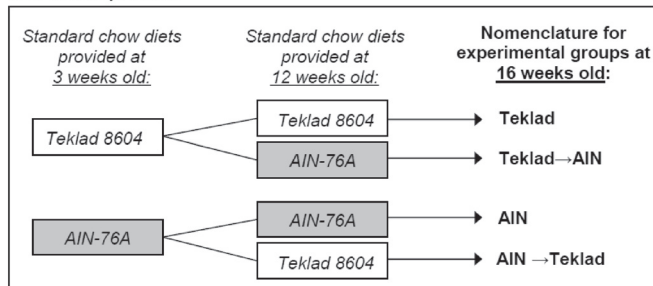 Standard chow diets
provided at
3 weeks old:
Standard chow diets
provided at
12 weeks old:
Nomenclature for
experimental groups at
16 weeks old:
Teklad 8604
Teklad 8604
Teklad
AIN-76A
Teklad→AIN
AIN-76A
AIN-76A
AIN
Teklad 8604
AIN →Teklad